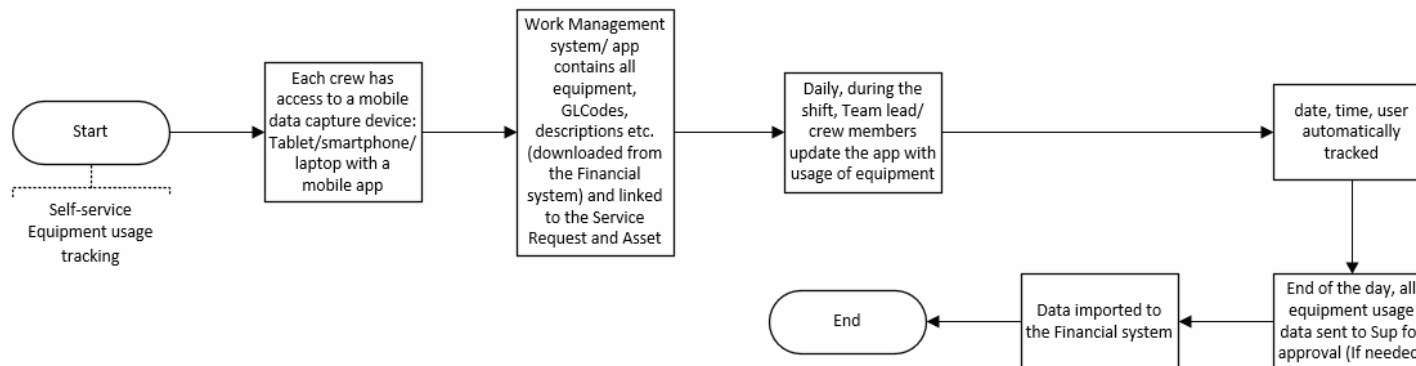 Start
Self-service
Equipment usage
tracking
Each crew has
access to a mobile
data capture device:
Tablet/smartphone/
laptop with a
mobile app
Work Management
system/ app
contains all
equipment,
GLCodes,
descriptions etc.
(downloaded from
the Financial
system) and linked
to the Service
Request and Asset
Daily, during the
shift, Team lead/
crew members
update the app with
usage of equipment
date, time, user
automatically
tracked
End of the day, all
equipment usage
data sent to Sup fo
approval (If needed
Data imported to
the Financial system
End